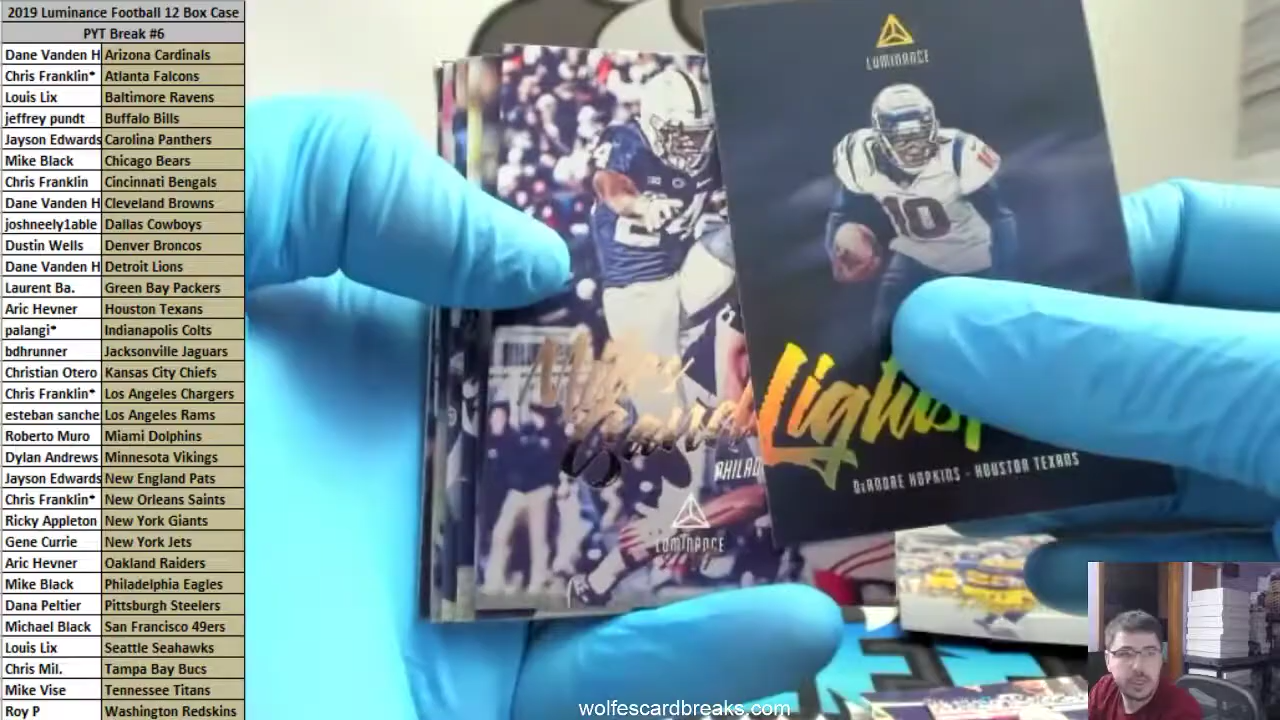 2019 Luminance Football 12 Box Case
PYT Break #6
Dane Vanden H Arizona Cardinals
Chris Franklin* Atlanta Falcons
Louis Lix Baltimore Ravens
jeffrey pundt Buffalo Bills
Jayson Edwards Carolina Panthers
Mike Black Chicago Bears
Chris Franklin Cincinnati Bengals
Dane Vanden H Cleveland Browns
joshneely1able Dallas Cowboys
Dustin Wells Denver Broncos
Dane Vanden H Detroit Lions
Laurent Ba. Green Bay Packers
Aric Hevner Houston Texans
palangi* Indianapolis Colts
bdhrunner Jacksonville Jaguars
Christian Otero Kansas City Chiefs
Chris Franklin* Los Angeles Chargers
esteban sanche Los Angeles Rams
Roberto Muro Miami Dolphins
Dylan Andrews Minnesota Vikings
Jayson Edwards New England Pats
Chris Franklin* New Orleans Saints
Ricky Appleton New York Giants
Gene Currie New York Jets
Aric Hevner Oakland Raiders
Mike Black Philadelphia Eagles
Dana Peltier Pittsburgh Steelers
Michael Black San Francisco 49ers
Louis Lix Seattle Seahawks
Chris Mil. Tampa Bay Bucs
Mike Vise Tennessee Titans
Roy P Washington Redskins
LUMINANCE
10
DeANDRE HOPKINS - HOUSTON TEXANS
24
Miles
PHILAD
LUMINANCE
wolfescardbreaks.com